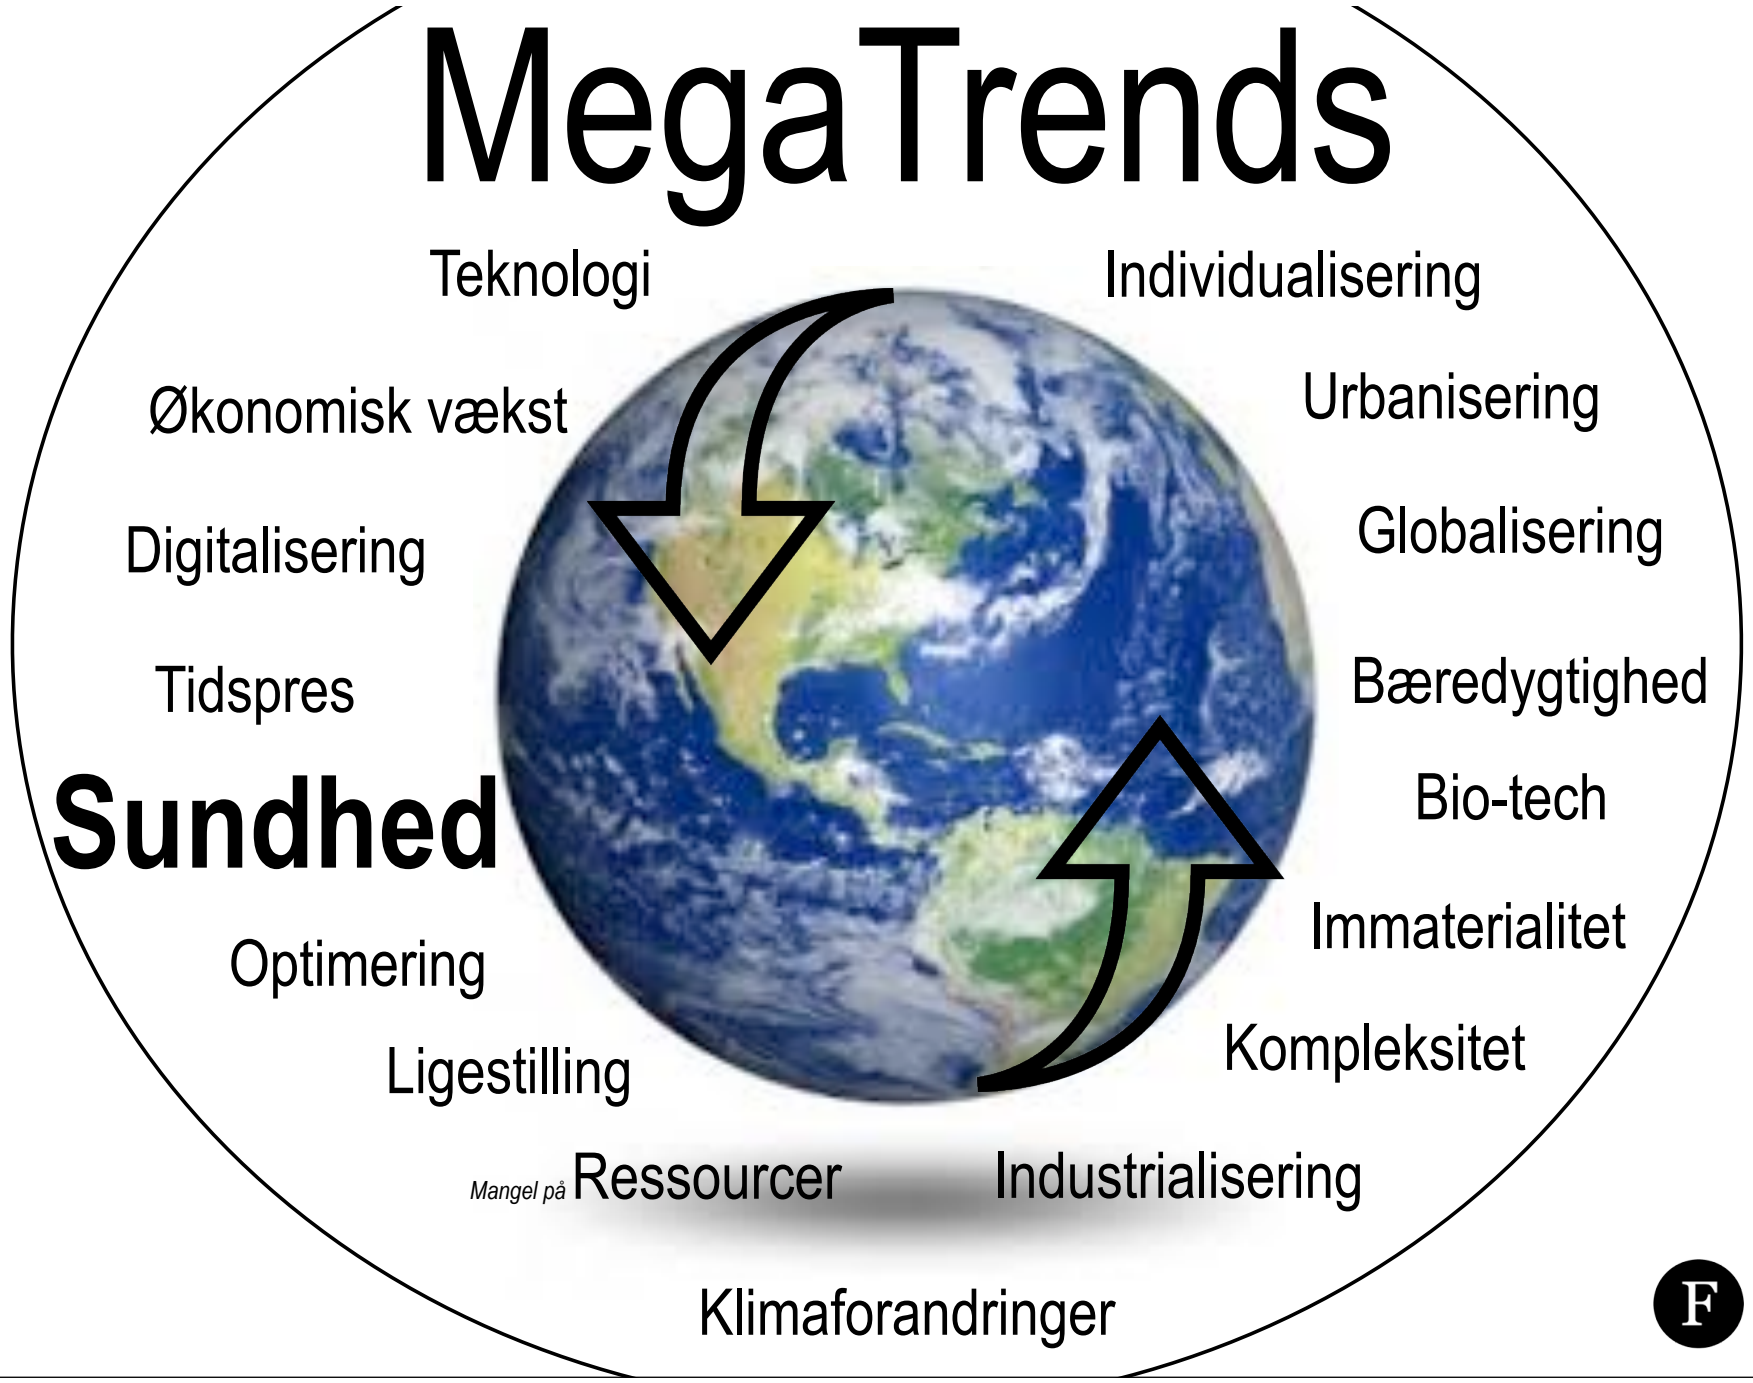 MegaTrends
Teknologi
Individualisering
Økonomisk vækst
Urbanisering
Digitalisering
Globalisering
Tidspres
Bæredygtighed
Sundhed
Bio-tech
Optimering
Immaterialitet
Ligestilling
Kompleksitet
Mangel på Ressourcer
Industrialisering
Klimaforandringer
F